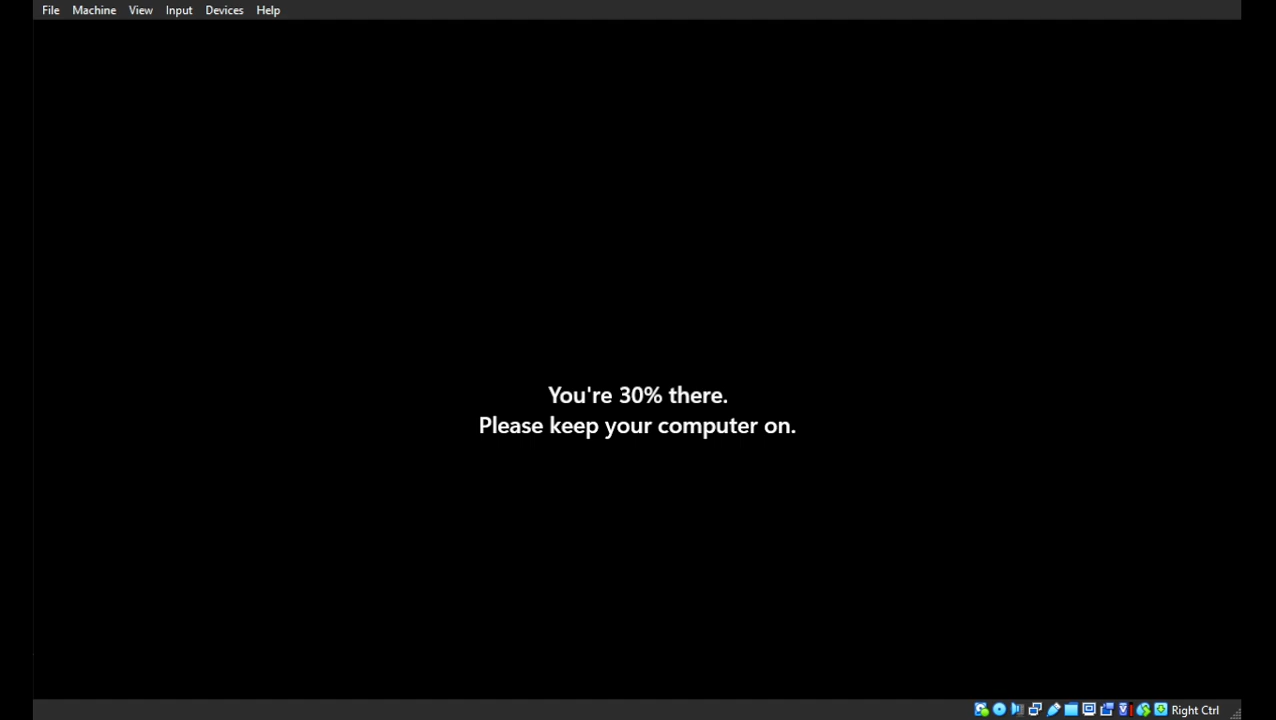 File Machine View Input Devices Help
You're 30% there.
Please keep your computer on.
Right Ctrl